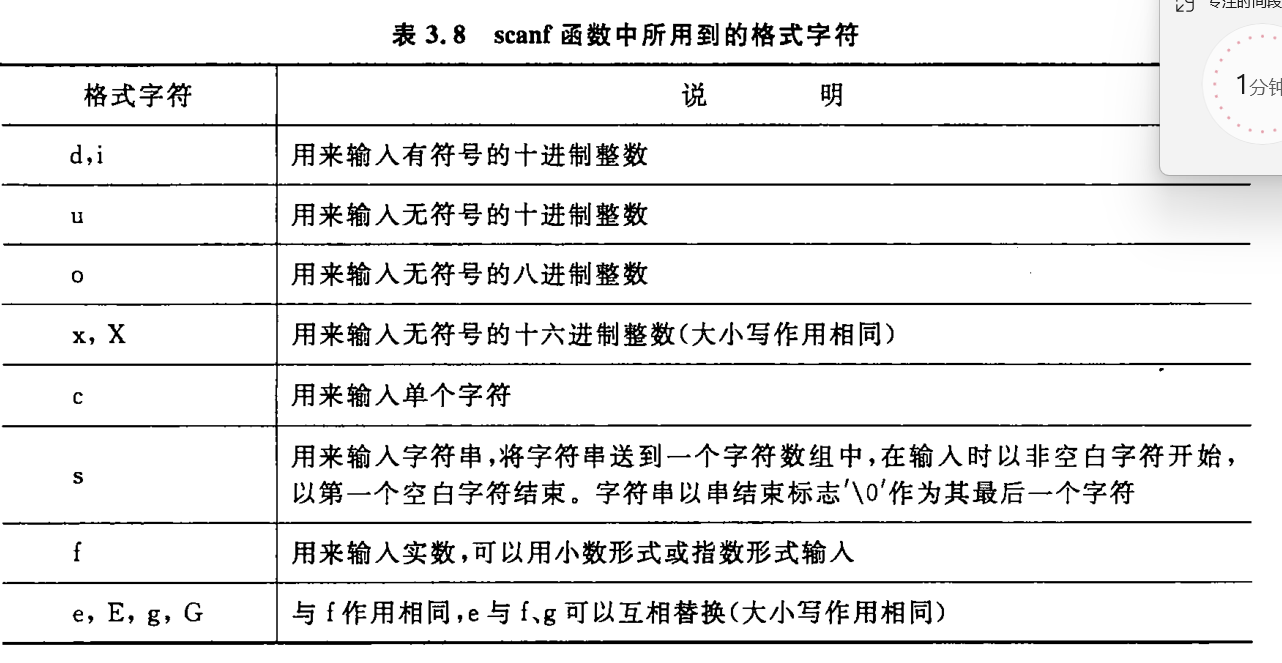 专注的时间段
表 3.8 scanf 函数中所用到的格式字符
1分钟
格式字符 说 明
d,i 用来输入有符号的十进制整数
u 用来输入无符号的十进制整数
o 用来输入无符号的八进制整数
x, X 用来输入无符号的十六进制整数(大小写作用相同)
c 用来输入单个字符
s 用来输入字符串,将字符串送到一个字符数组中,在输入时以非空白字符开始,
以第一个空白字符结束。字符串以串结束标志'\0'作为其最后一个字符
f 用来输入实数,可以用小数形式或指数形式输入
e, E, g, G 与 f 作用相同,e 与 f、g 可以互相替换(大小写作用相同)